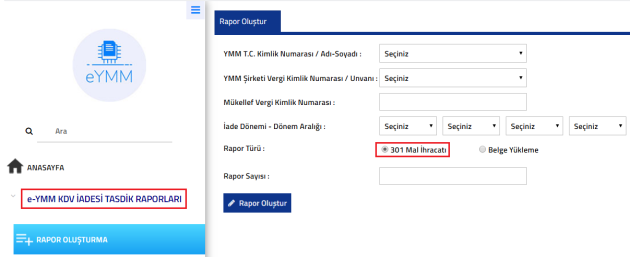 eYMM
Ara
ANASAYFA
e-YMM KDV İADESİ TASDİK RAPORLARI
RAPOR OLUŞTURMA
Rapor Oluştur
YMM T.C. Kimlik Numarası / Adı-Soyadı : Seçiniz
YMM Şirketi Vergi Kimlik Numarası / Unvanı : Seçiniz
Mükellef Vergi Kimlik Numarası :
İade Dönemi - Dönem Aralığı : Seçiniz Seçiniz Seçiniz Seçiniz
Rapor Türü : 301 Mal İhracatı Belge Yükleme
Rapor Sayısı :
Rapor Oluştur